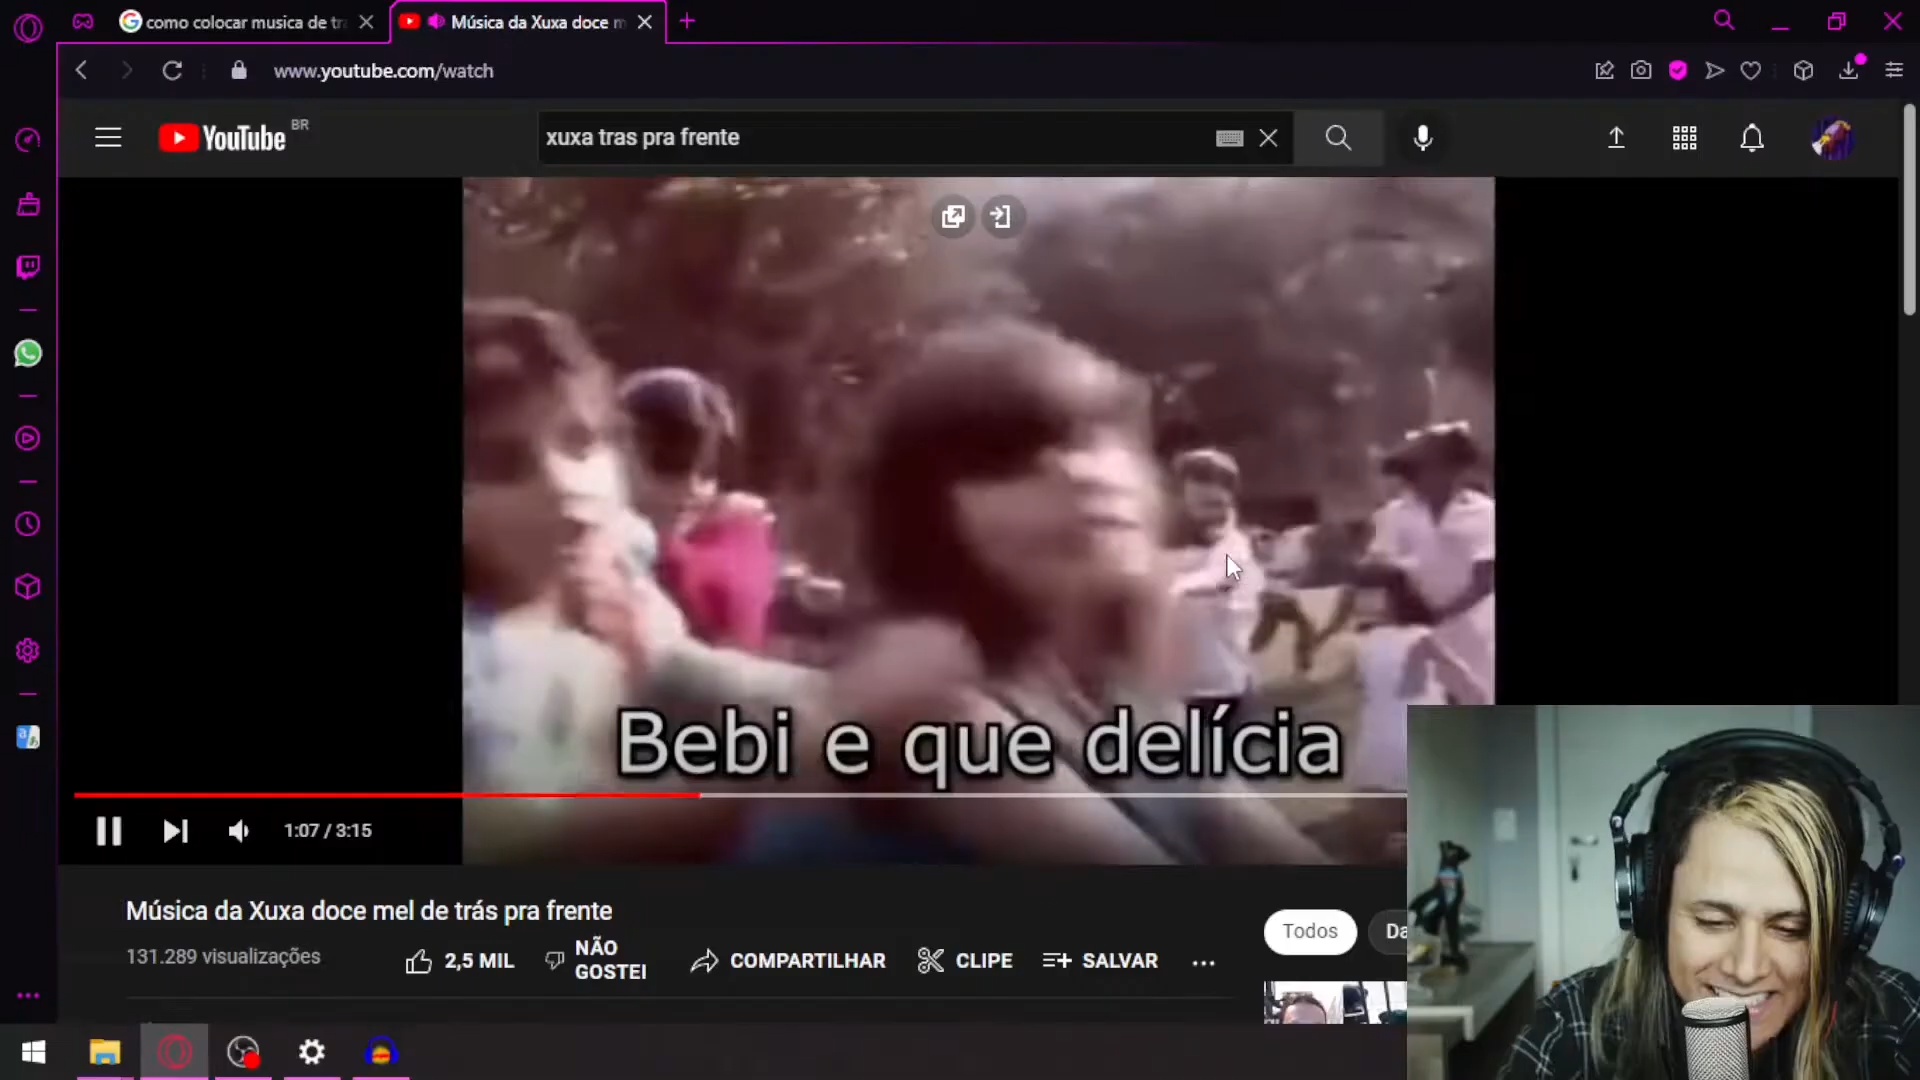 como colocar musica de tr
Música da Xuxa doce m
www.youtube.com/watch
YouTube BR
xuxa tras pra frente
Bebi e que delícia
1:07 / 3:15
Música da Xuxa doce mel de trás pra frente
131.289 visualizações
2,5 MIL
NÃO GOSTEI
COMPARTILHAR
CLIPE
SALVAR
Todos
Da